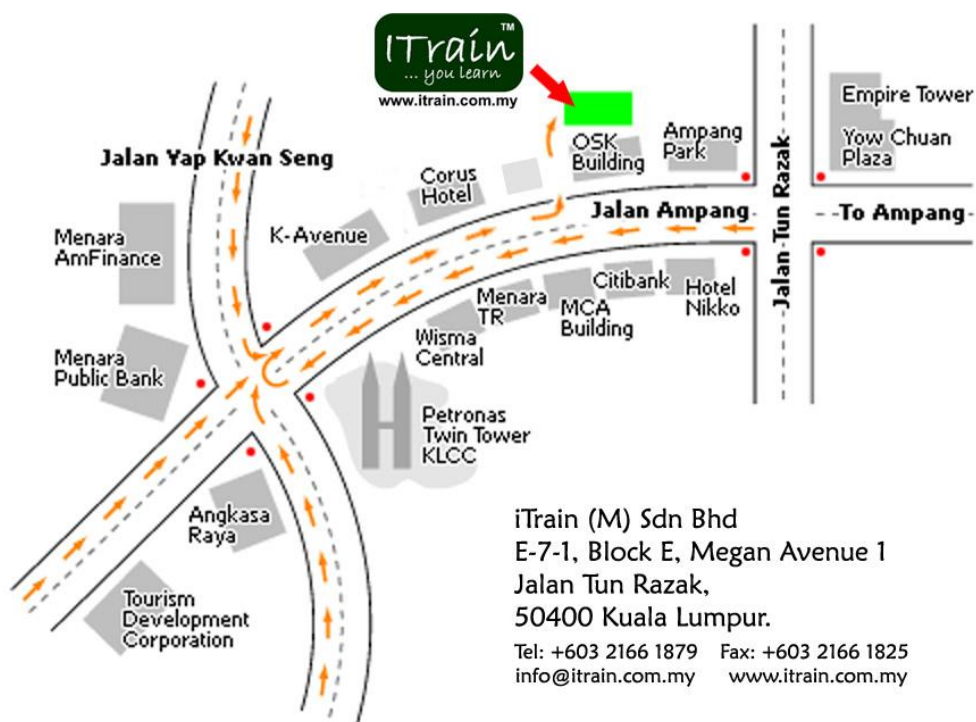 ITrain™
... you learn
www.itrain.com.my
Empire Tower
Yow Chuan
Plaza
OSK
Building
Ampang
Park
Jalan Yap Kwan Seng
Corus
Hotel
Jalan Tun Razak
Jalan Ampang
To Ampang
K-Avenue
Menara
AmFinance
Citibank
Hotel
Nikko
Menara
TR
MCA
Building
Wisma
Central
Menara
Public Bank
Petronas
Twin Tower
KLCC
Angkasa
Raya
Tourism
Development
Corporation
iTrain (M) Sdn Bhd
E-7-1, Block E, Megan Avenue 1
Jalan Tun Razak,
50400 Kuala Lumpur.
Tel: +603 2166 1879 Fax: +603 2166 1825
info@itrain.com.my www.itrain.com.my